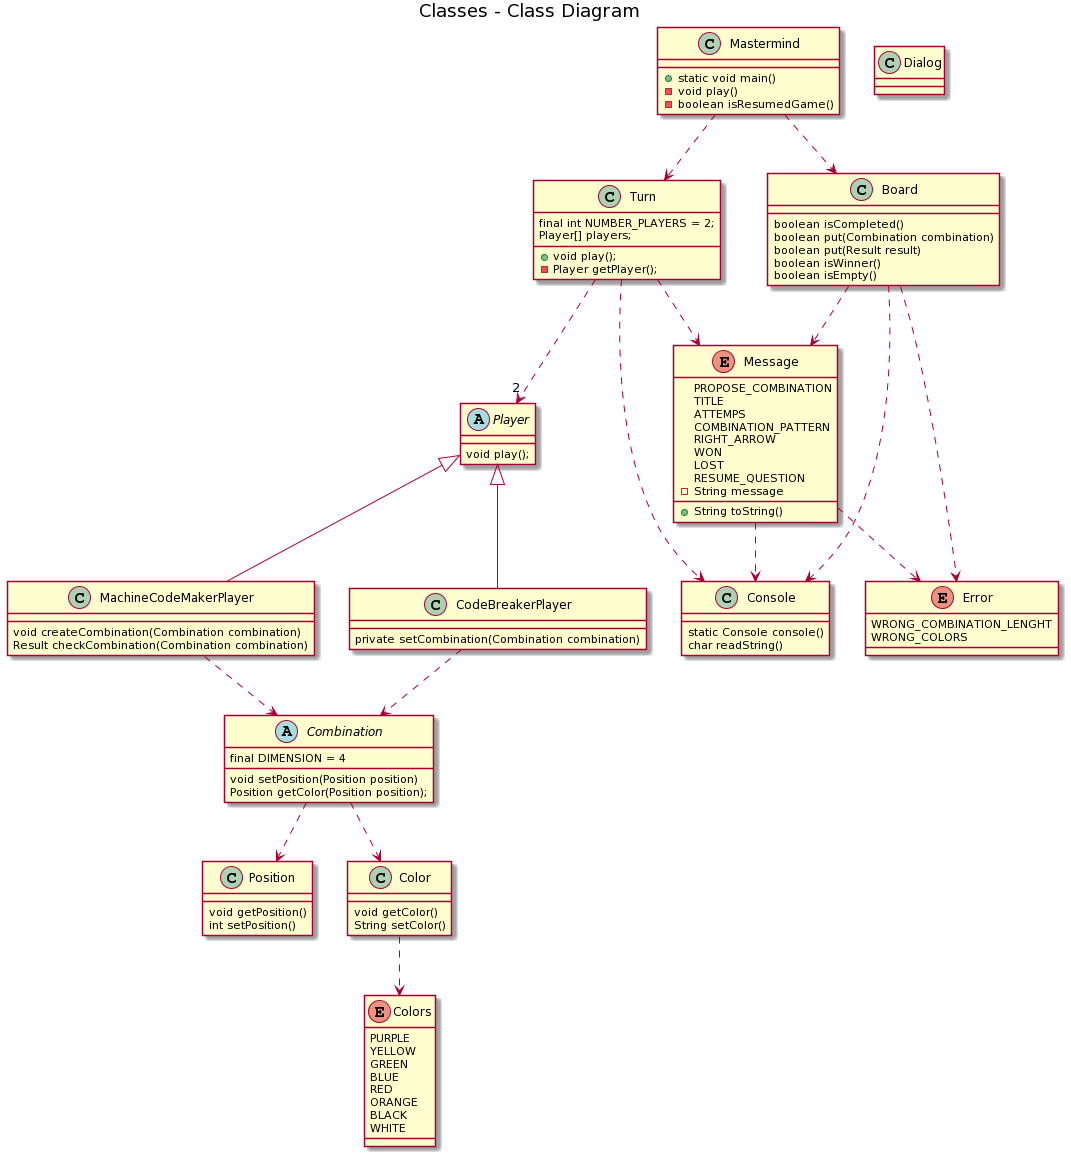 Classes - Class Diagram
C Mastermind
static void main()
void play()
boolean isResumedGame()
C Dialog
C Turn
final int NUMBER_PLAYERS = 2;
Player[] players;
void play();
Player getPlayer();
C Board
boolean isCompleted()
boolean put(Combination combination)
boolean put(Result result)
boolean isWinner()
boolean isEmpty()
E Message
PROPOSE_COMBINATION
TITLE
ATTEMPS
COMBINATION_PATTERN
RIGHT_ARROW
WON
LOST
RESUME_QUESTION
String message
String toString()
2
A Player
void play();
C MachineCodeMakerPlayer
void createCombination(Combination combination)
Result checkCombination(Combination combination)
C CodeBreakerPlayer
private setCombination(Combination combination)
C Console
static Console console()
char readString()
E Error
WRONG_COMBINATION_LENGHT
WRONG_COLORS
A Combination
final DIMENSION = 4
void setPosition(Position position)
Position getColor(Position position);
C Position
void getPosition()
int setPosition()
C Color
void getColor()
String setColor()
E Colors
PURPLE
YELLOW
GREEN
BLUE
RED
ORANGE
BLACK
WHITE